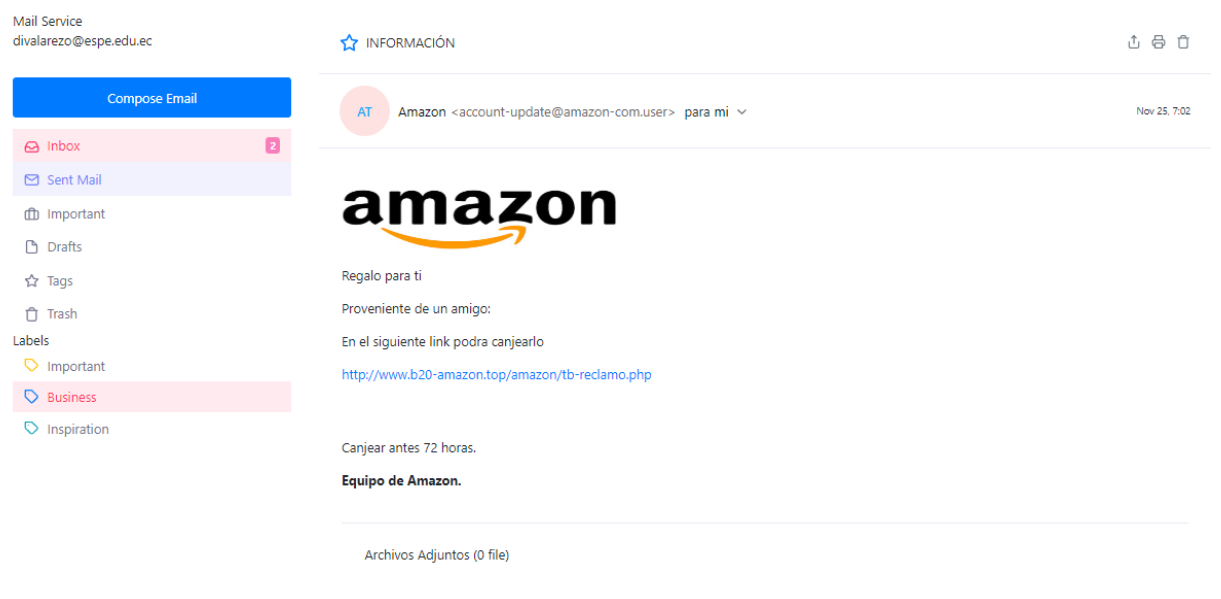 Mail Service
divalarezo@espe.edu.ec
Compose Email
Inbox 2
Sent Mail
Important
Drafts
Tags
Trash
Labels
Important
Business
Inspiration
INFORMACIÓN
AT Amazon <account-update@amazon-com.user> para mi Nov 25, 7:02
amazon
Regalo para ti
Proveniente de un amigo:
En el siguiente link podra canjearlo
http://www.b20-amazon.top/amazon/tb-reclamo.php
Canjear antes 72 horas.
Equipo de Amazon.
Archivos Adjuntos (0 file)